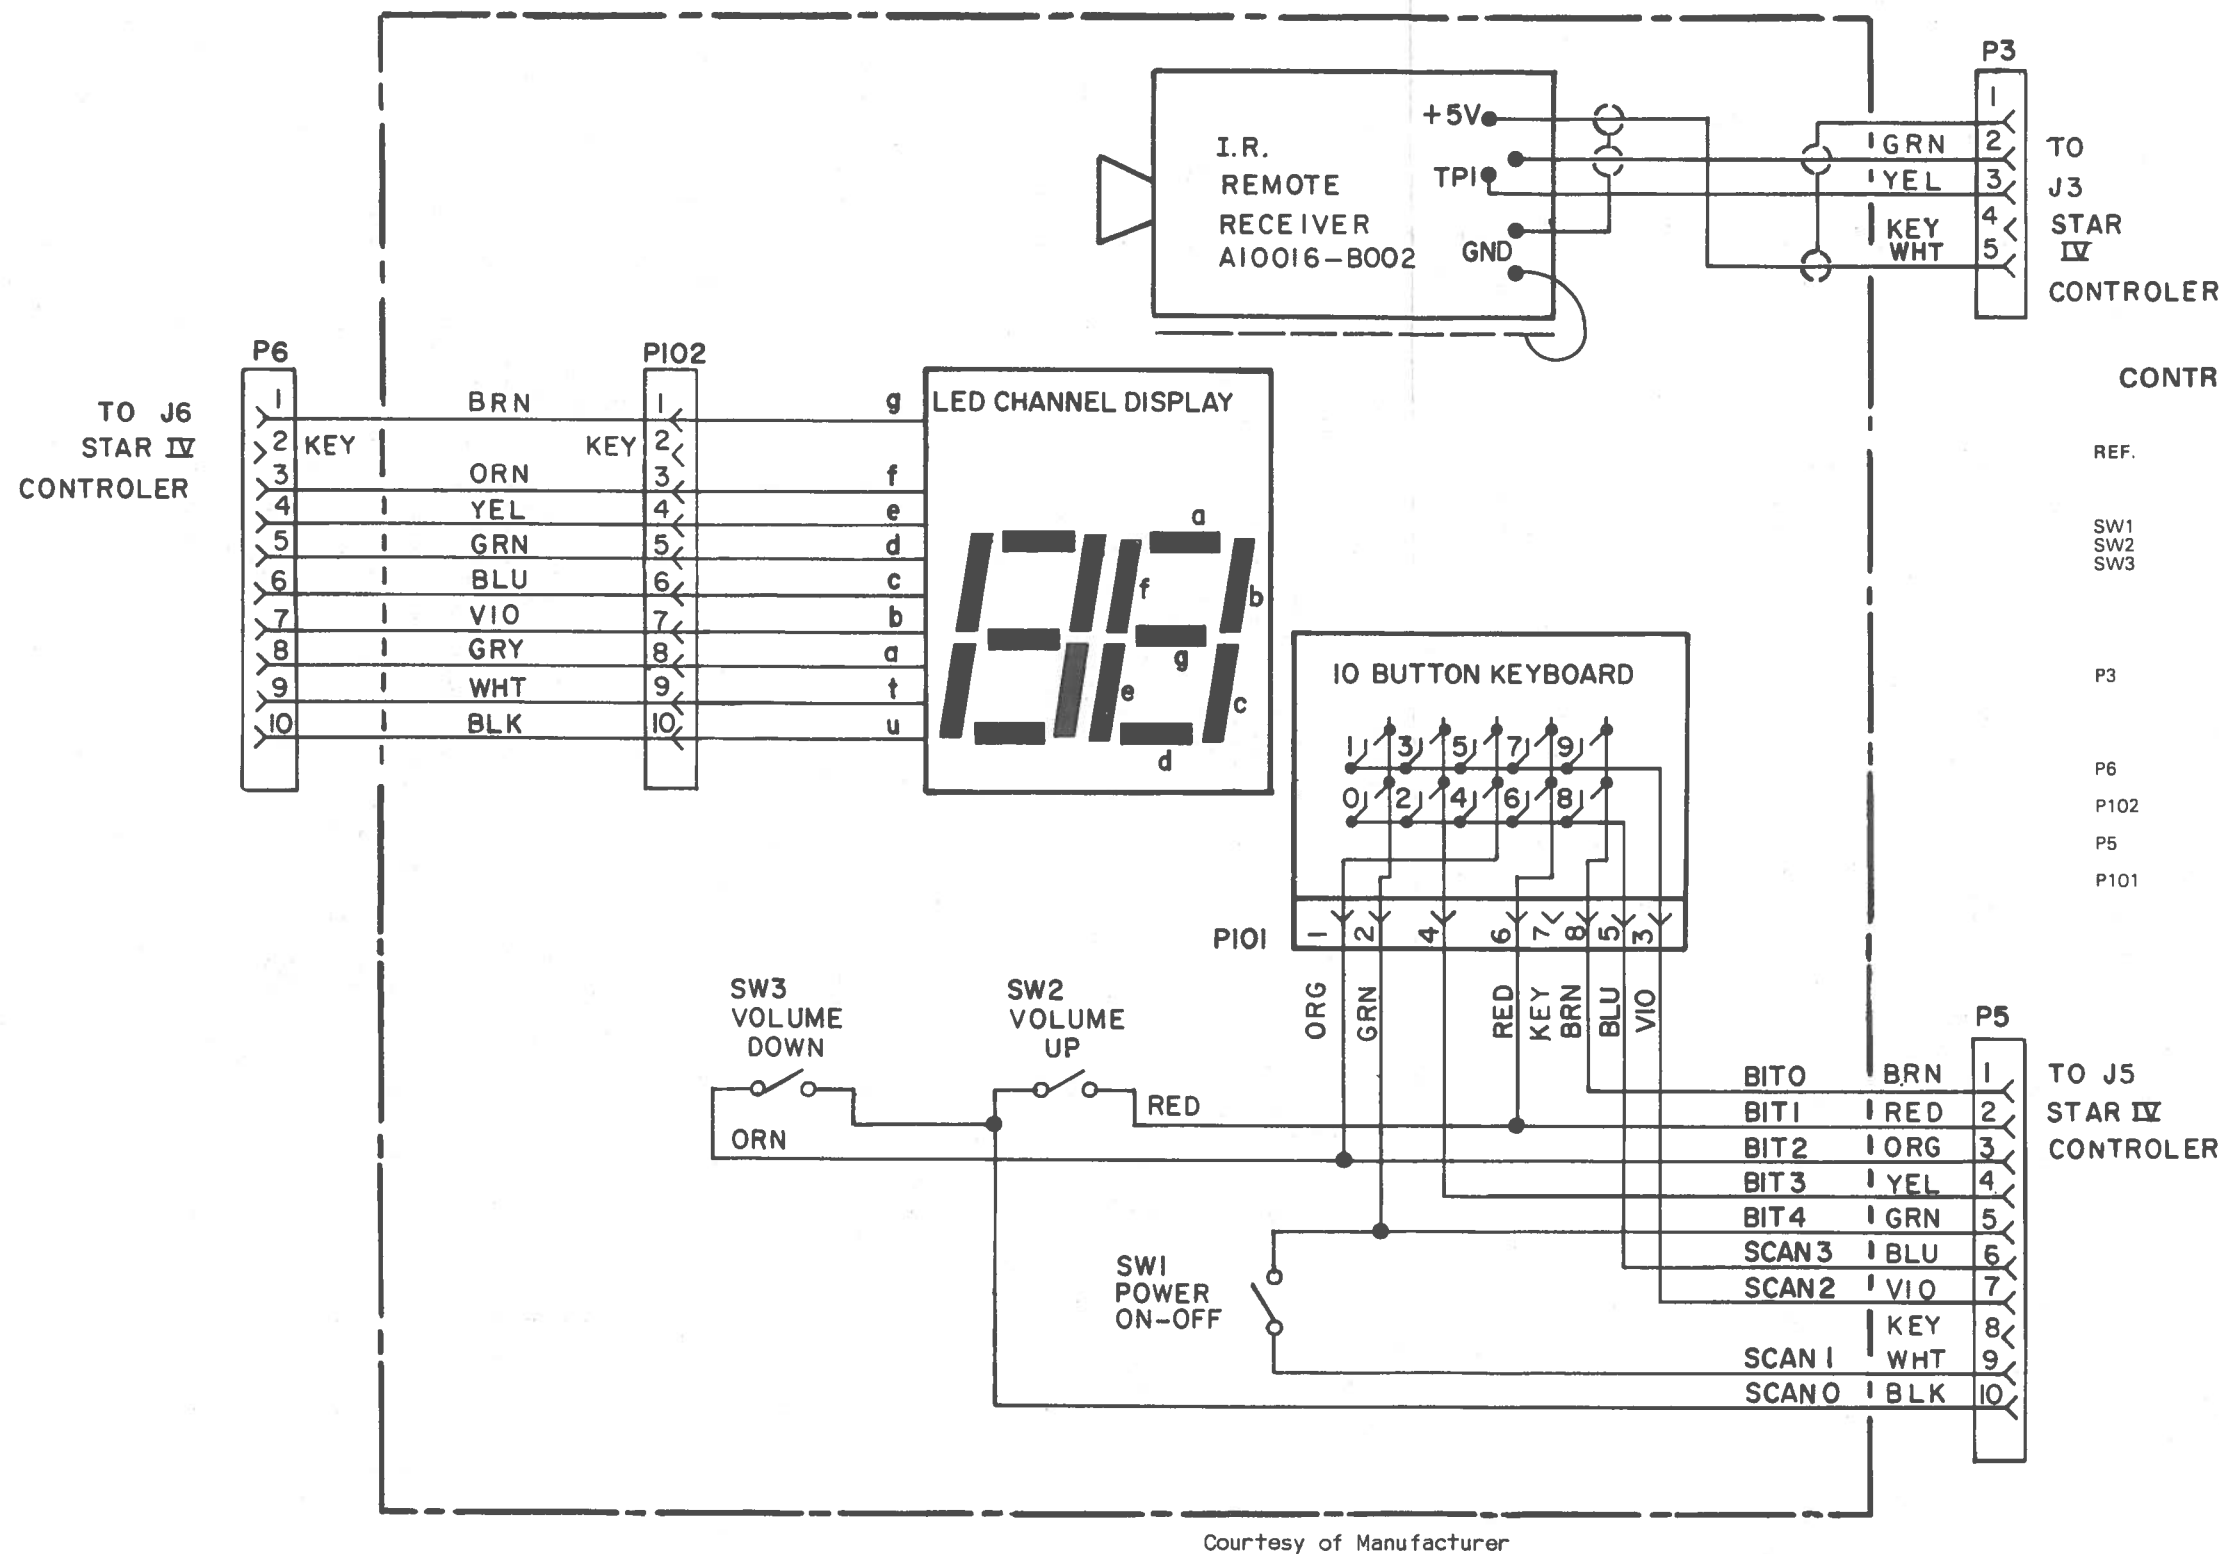 P3
1
+5V
I.R.
REMOTE
RECEIVER
A10016-B002
TP1
GND
GRN 2
YEL 3
KEY 4
WHT 5
TO
J3
STAR
IV
CONTROLER
CONTR
REF.
SW1
SW2
SW3
P3
P6
P102
P5
P101
P6
TO J6
STAR IV
CONTROLER
P102
1 BRN 1 g
2 KEY KEY 2
3 ORN 3 f
4 YEL 4 e
5 GRN 5 d
6 BLU 6 c
7 VIO 7 b
8 GRY 8 a
9 WHT 9 t
10 BLK 10 u
LED CHANNEL DISPLAY
a
f
b
g
e
c
d
10 BUTTON KEYBOARD
1 3 5 7 9
0 2 4 6 8
P101
1 2 4 6 7 8 5 3
ORG GRN RED KEY BRN BLU VIO
SW3
VOLUME
DOWN
SW2
VOLUME
UP
RED
ORN
SW1
POWER
ON-OFF
P5
BIT0 BRN 1
BIT1 RED 2
BIT2 ORG 3
BIT3 YEL 4
BIT4 GRN 5
SCAN3 BLU 6
SCAN2 VIO 7
KEY 8
SCAN1 WHT 9
SCAN0 BLK 10
TO J5
STAR IV
CONTROLER
Courtesy of Manufacturer